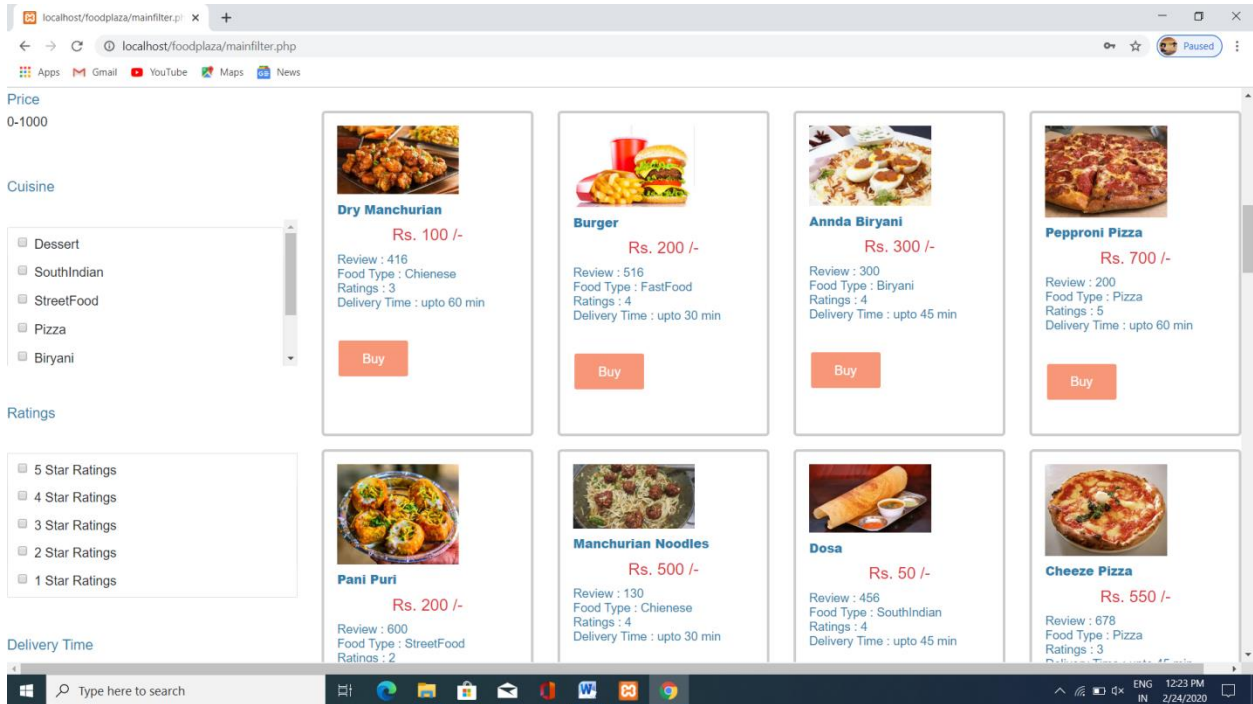 localhost/foodplaza/mainfilter.p
localhost/foodplaza/mainfilter.php
Paused
Apps
Gmail
YouTube
Maps
News
Price
0-1000
Cuisine
Dessert
SouthIndian
StreetFood
Pizza
Biryani
Ratings
5 Star Ratings
4 Star Ratings
3 Star Ratings
2 Star Ratings
1 Star Ratings
Delivery Time
Dry Manchurian
Rs. 100 /-
Review : 416
Food Type : Chienese
Ratings : 3
Delivery Time : upto 60 min
Buy
Burger
Rs. 200 /-
Review : 516
Food Type : FastFood
Ratings : 4
Delivery Time : upto 30 min
Buy
Annda Biryani
Rs. 300 /-
Review : 300
Food Type : Biryani
Ratings : 4
Delivery Time : upto 45 min
Buy
Pepproni Pizza
Rs. 700 /-
Review : 200
Food Type : Pizza
Ratings : 5
Delivery Time : upto 60 min
Buy
Pani Puri
Rs. 200 /-
Review : 600
Food Type : StreetFood
Ratings : 2
Manchurian Noodles
Rs. 500 /-
Review : 130
Food Type : Chienese
Ratings : 4
Delivery Time : upto 30 min
Dosa
Rs. 50 /-
Review : 456
Food Type : SouthIndian
Ratings : 4
Delivery Time : upto 45 min
Cheeze Pizza
Rs. 550 /-
Review : 678
Food Type : Pizza
Ratings : 3
Delivery Time : upto 45 min
Type here to search
ENG
IN
12:23 PM
2/24/2020